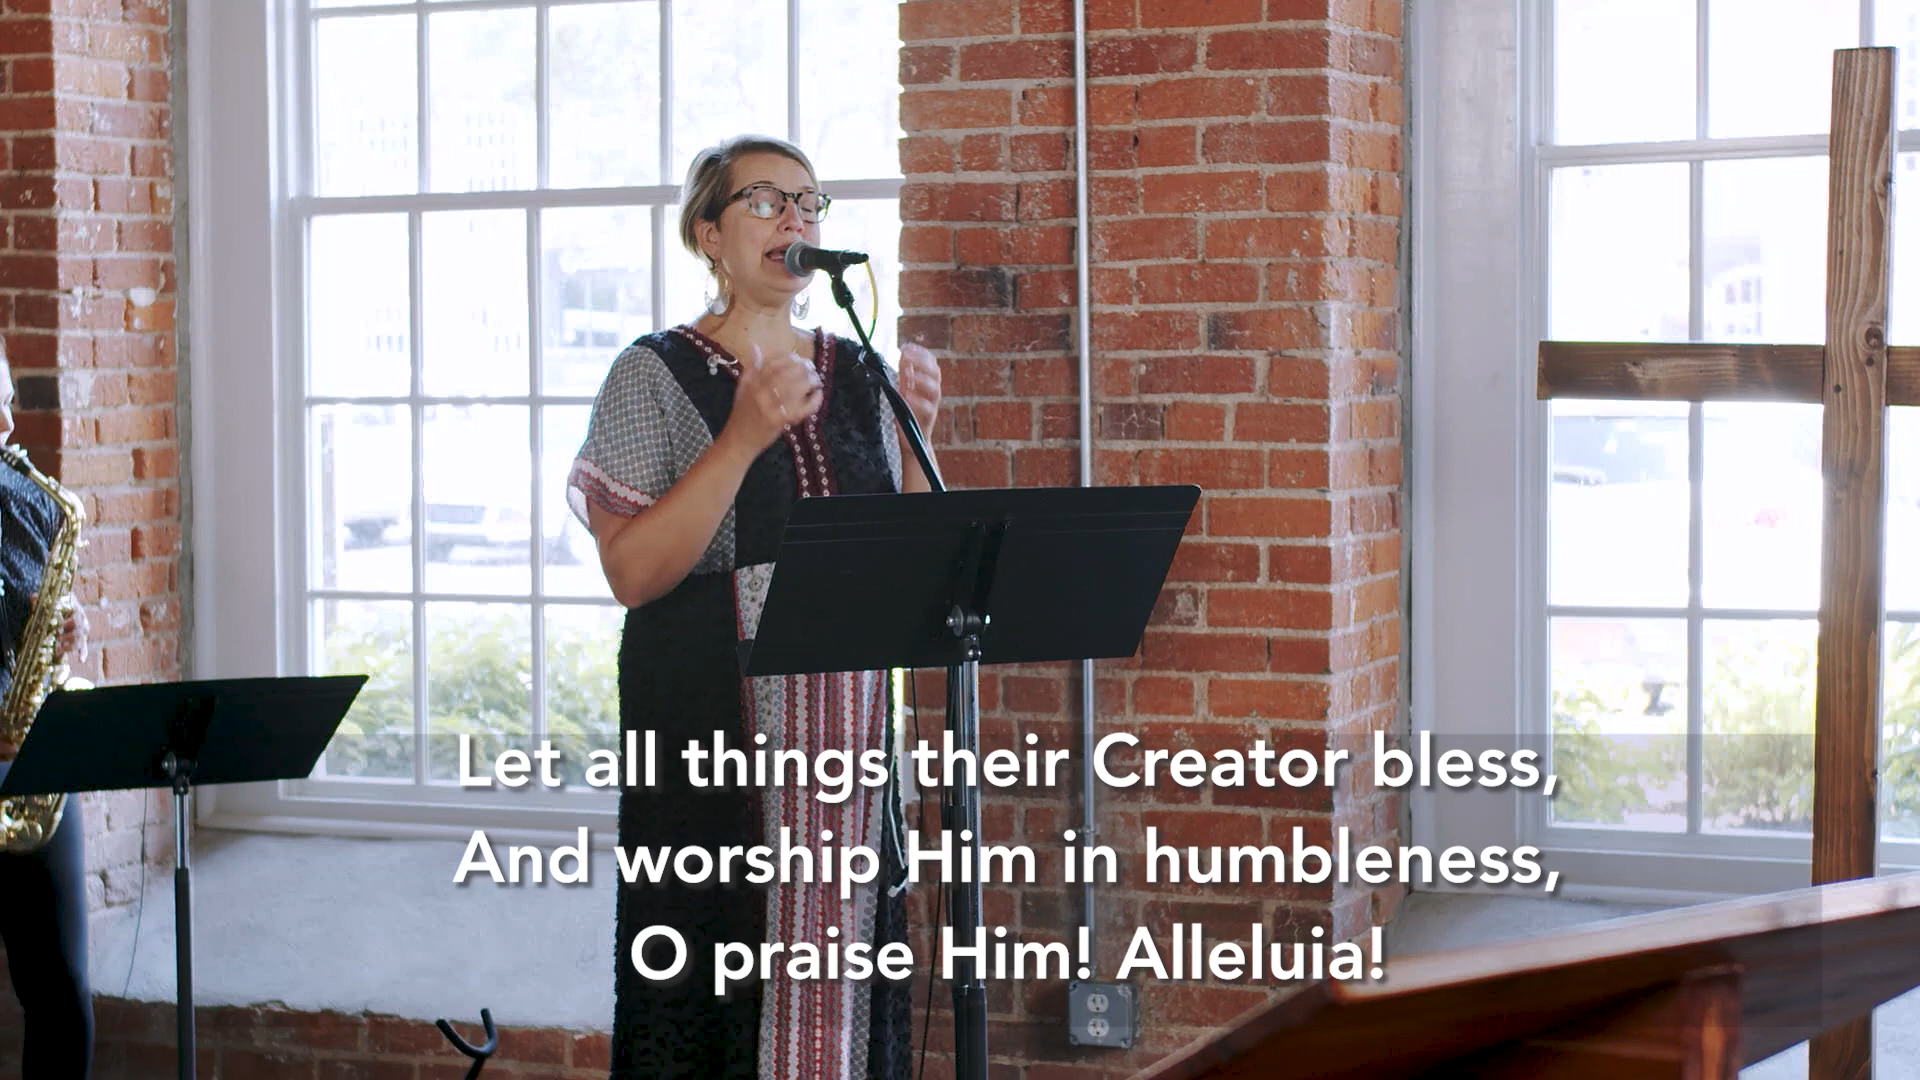 Let all things their Creator bless,
And worship Him in humbleness,
O praise Him! Alleluia!